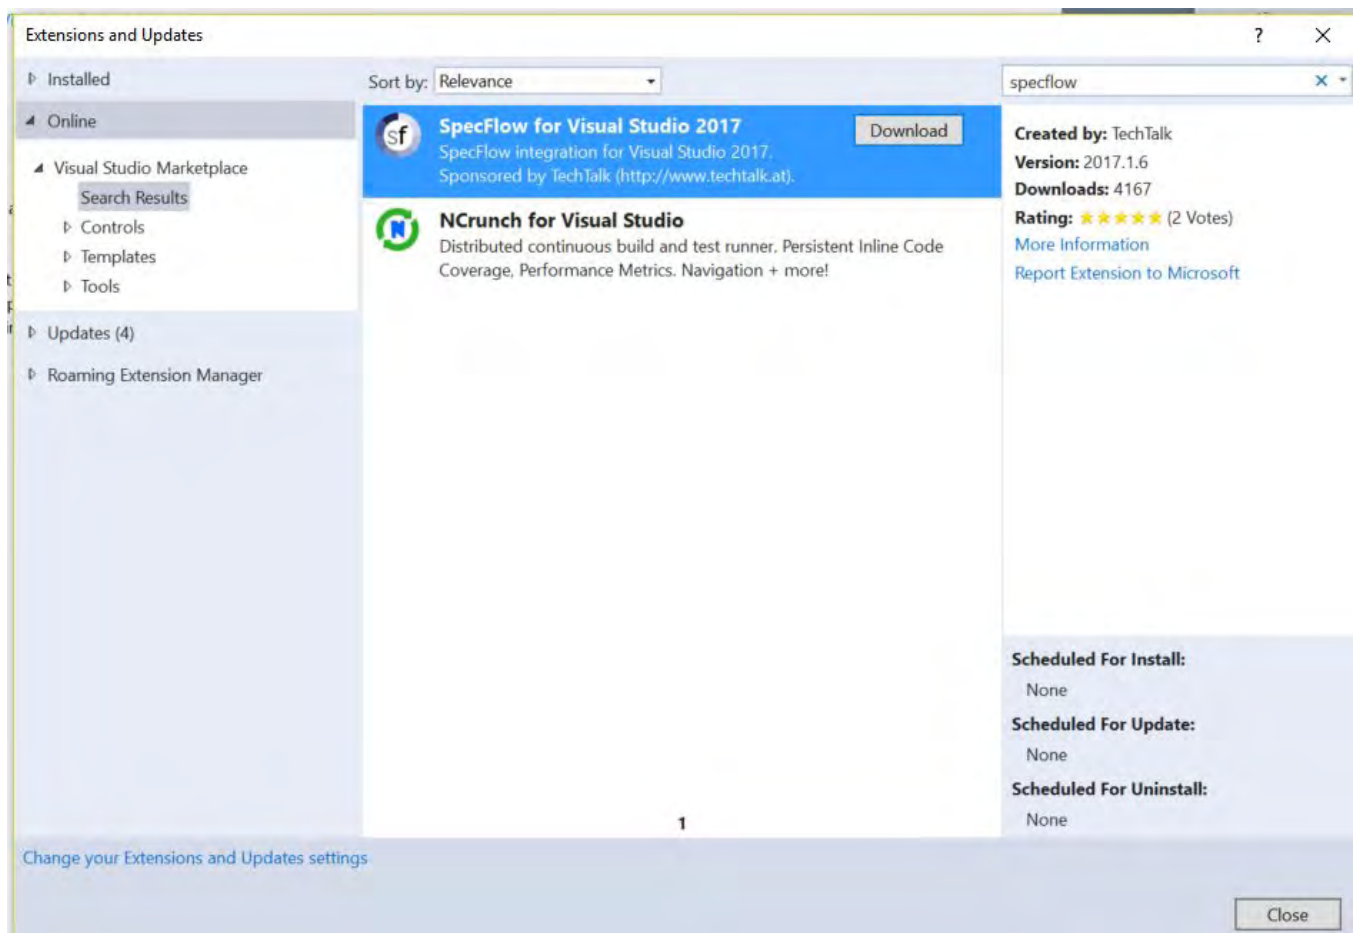 Extensions and Updates
?
Installed
Online
Visual Studio Marketplace
Search Results
Controls
Templates
Tools
Updates (4)
Roaming Extension Manager
Sort by: Relevance
sf
SpecFlow for Visual Studio 2017
Download
SpecFlow integration for Visual Studio 2017.
Sponsored by TechTalk (http://www.techtalk.at).
N
NCrunch for Visual Studio
Distributed continuous build and test runner. Persistent Inline Code
Coverage, Performance Metrics. Navigation + more!
1
specflow
Created by: TechTalk
Version: 2017.1.6
Downloads: 4167
Rating: (2 Votes)
More Information
Report Extension to Microsoft
Scheduled For Install:
None
Scheduled For Update:
None
Scheduled For Uninstall:
None
Change your Extensions and Updates settings
Close